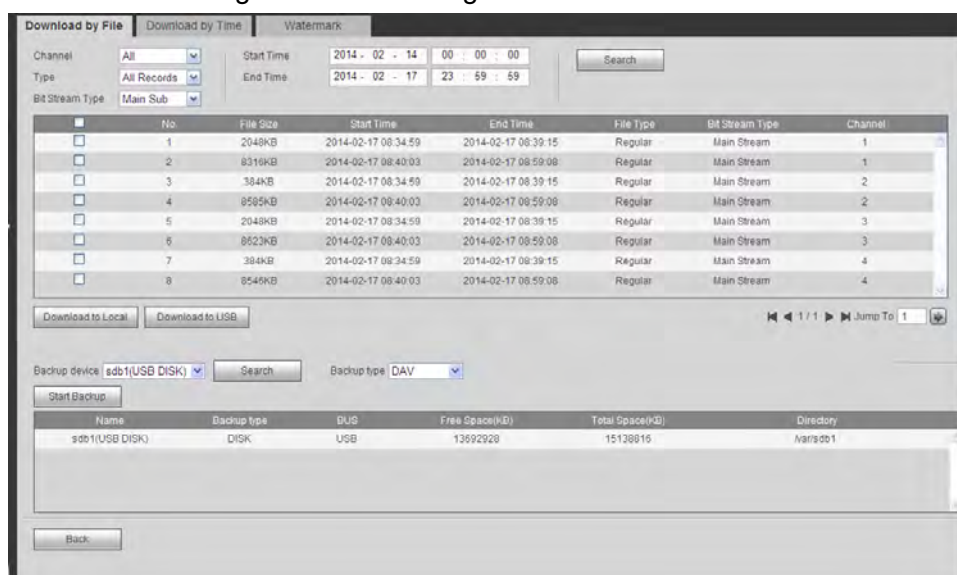 Download by File Download by Time Watermark
Channel All Start Time 2014 - 02 - 14 00 : 00 : 00 Search
Type All Records End Time 2014 - 02 - 17 23 : 59 : 59
Bit Stream Type Main Sub
No. File Size Start Time End Time File Type Bit Stream Type Channel
1 2048KB 2014-02-17 08:34:59 2014-02-17 08:39:15 Regular Main Stream 1
2 8316KB 2014-02-17 08:40:03 2014-02-17 08:59:08 Regular Main Stream 1
3 384KB 2014-02-17 08:34:59 2014-02-17 08:39:15 Regular Main Stream 2
4 8585KB 2014-02-17 08:40:03 2014-02-17 08:59:08 Regular Main Stream 2
5 2048KB 2014-02-17 08:34:59 2014-02-17 08:39:15 Regular Main Stream 3
6 8623KB 2014-02-17 08:40:03 2014-02-17 08:59:08 Regular Main Stream 3
7 384KB 2014-02-17 08:34:59 2014-02-17 08:39:15 Regular Main Stream 4
8 8546KB 2014-02-17 08:40:03 2014-02-17 08:59:08 Regular Main Stream 4
Download to Local Download to USB 1 / 1 Jump To 1
Backup device sdb1(USB DISK) Search Backup type DAV
Start Backup
Name Backup type BUS Free Space(KB) Total Space(KB) Directory
sdb1(USB DISK) DISK USB 13692928 15138816 /var/sdb1
Back